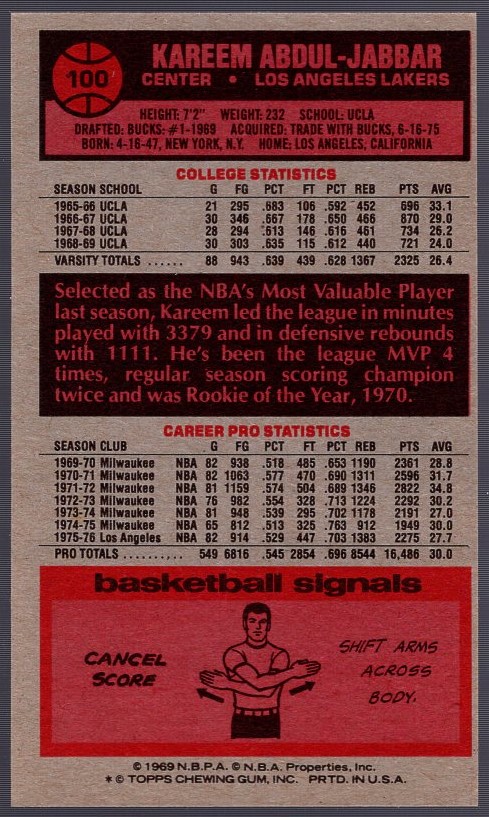 100
KAREEM ABDUL-JABBAR
CENTER • LOS ANGELES LAKERS
HEIGHT: 7'2" WEIGHT: 232 SCHOOL: UCLA
DRAFTED: BUCKS: #1-1969 ACQUIRED: TRADE WITH BUCKS, 6-16-75
BORN: 4-16-47, NEW YORK, N.Y. HOME: LOS ANGELES, CALIFORNIA
COLLEGE STATISTICS
SEASON SCHOOL G FG PCT FT PCT REB PTS AVG
1965-66 UCLA 21 295 .683 106 .592 452 696 33.1
1966-67 UCLA 30 346 .667 178 .650 466 870 29.0
1967-68 UCLA 28 294 .613 146 .616 461 734 26.2
1968-69 UCLA 30 303 .635 115 .612 440 721 24.0
VARSITY TOTALS ...... 88 943 .639 439 .628 1367 2325 26.4
Selected as the NBA's Most Valuable Player
last season, Kareem led the league in minutes
played with 3379 and in defensive rebounds
with 1111. He's been the league MVP 4
times, regular season scoring champion
twice and was Rookie of the Year, 1970.
CAREER PRO STATISTICS
SEASON CLUB G FG PCT FT PCT REB PTS AVG
1969-70 Milwaukee NBA 82 938 .518 485 .653 1190 2361 28.8
1970-71 Milwaukee NBA 82 1063 .577 470 .690 1311 2596 31.7
1971-72 Milwaukee NBA 81 1159 .574 504 .689 1346 2822 34.8
1972-73 Milwaukee NBA 76 982 .554 328 .713 1224 2292 30.2
1973-74 Milwaukee NBA 81 948 .539 295 .702 1178 2191 27.0
1974-75 Milwaukee NBA 65 812 .513 325 .763 912 1949 30.0
1975-76 Los Angeles NBA 82 914 .529 447 .703 1383 2275 27.7
PRO TOTALS .......... 549 6816 .545 2854 .696 8544 16,486 30.0
basketball signals
CANCEL
SCORE
SHIFT ARMS
ACROSS
BODY.
© 1969 N.B.P.A. © N.B.A. Properties, Inc.
* © TOPPS CHEWING GUM, INC. PRTD. IN U.S.A.